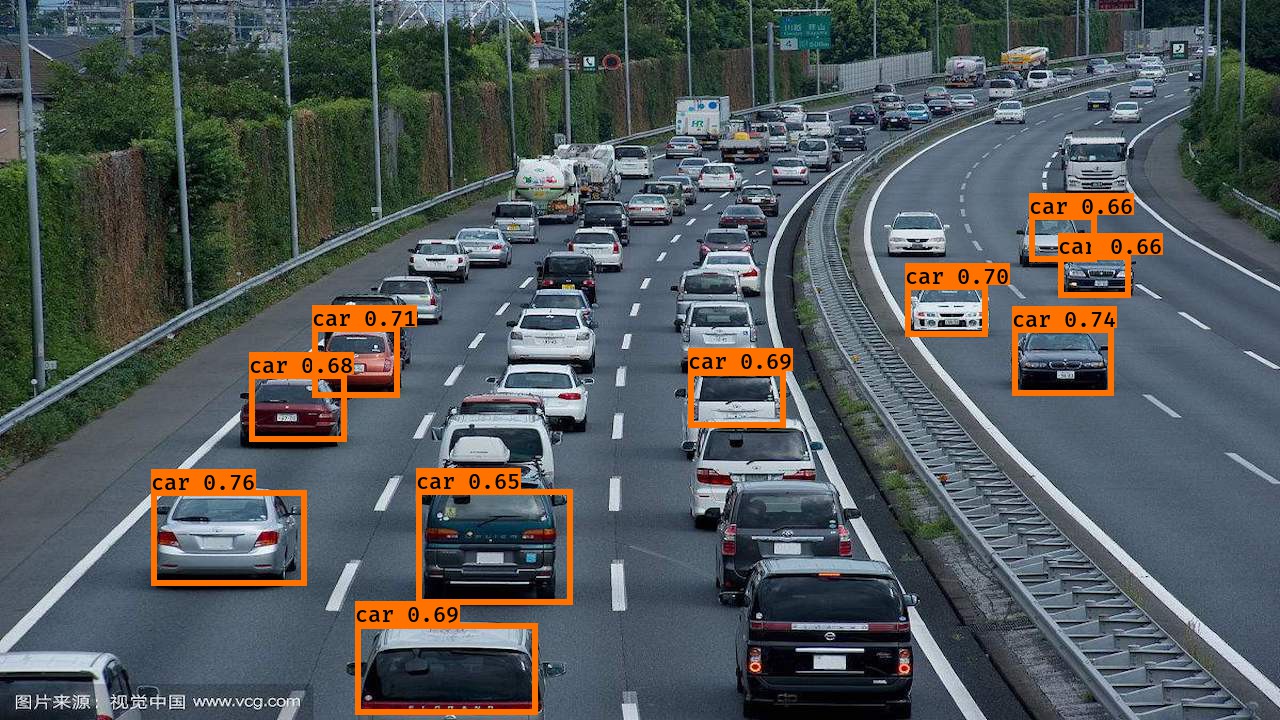 car 0.66
car 0.66
car 0.70
car 0.71
car 0.74
car 0.68
car 0.69
car 0.76
car 0.65
car 0.69
图片来源 视觉中国 www.vcg.com